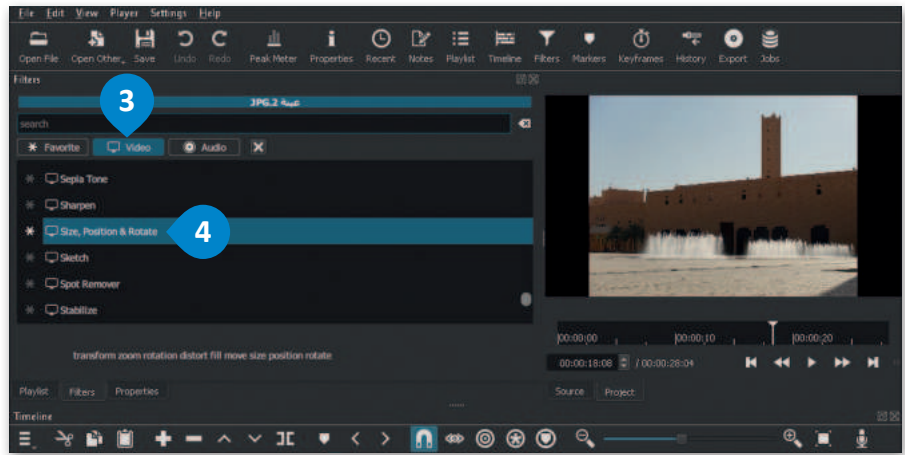 File Edit View Player Settings Help
Open File Open Other... Save Undo Redo Peak Meter Properties Recent Notes Playlist Timeline Filters Markers Keyframes History Export Jobs
Filters
عينة 2.JPG
3
search
Favorite Video Audio
Sepia Tone
Sharpen
Size, Position & Rotate
4
Sketch
Spot Remover
Stabilize
transform zoom rotation distort fill move size position rotate
00:00:00 00:00:10 00:00:20
00:00:18:08 / 00:00:28:04
Playlist Filters Properties
Source Project
Timeline